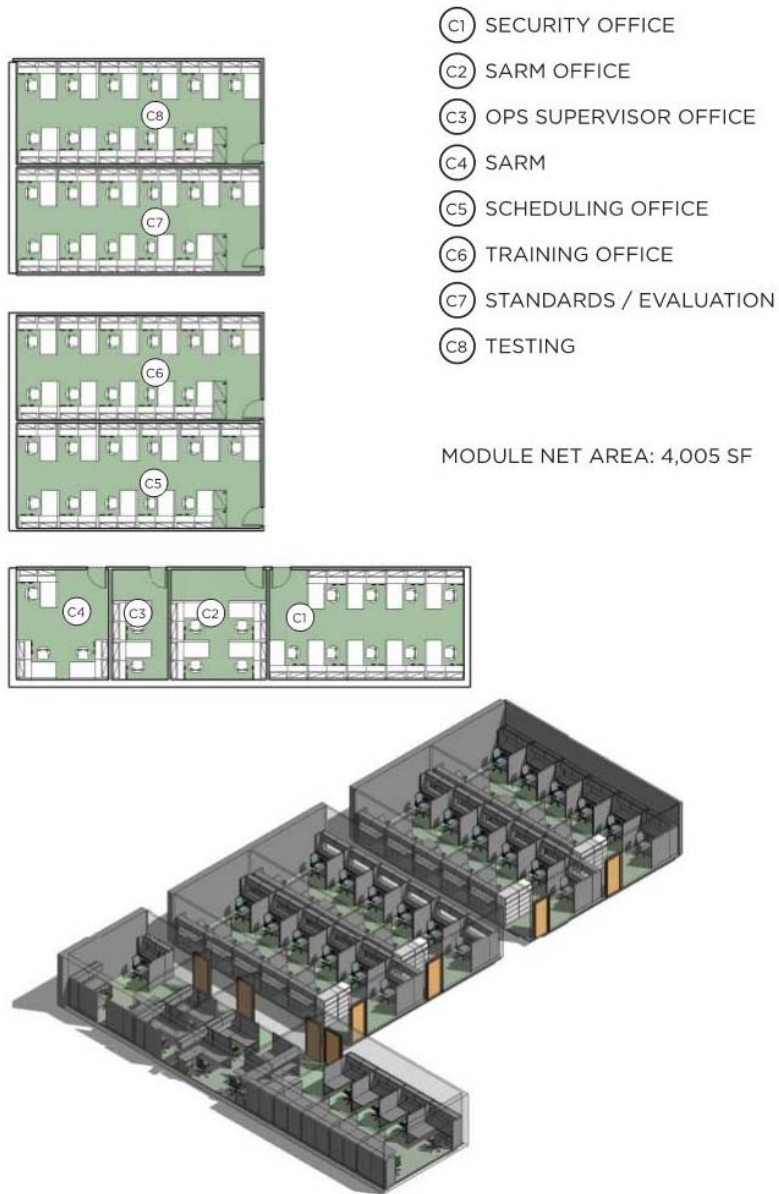 C1 SECURITY OFFICE
C2 SARM OFFICE
C3 OPS SUPERVISOR OFFICE
C4 SARM
C5 SCHEDULING OFFICE
C6 TRAINING OFFICE
C7 STANDARDS / EVALUATION
C8 TESTING
MODULE NET AREA: 4,005 SF
C8
C7
C6
C5
C4 C3 C2 C1